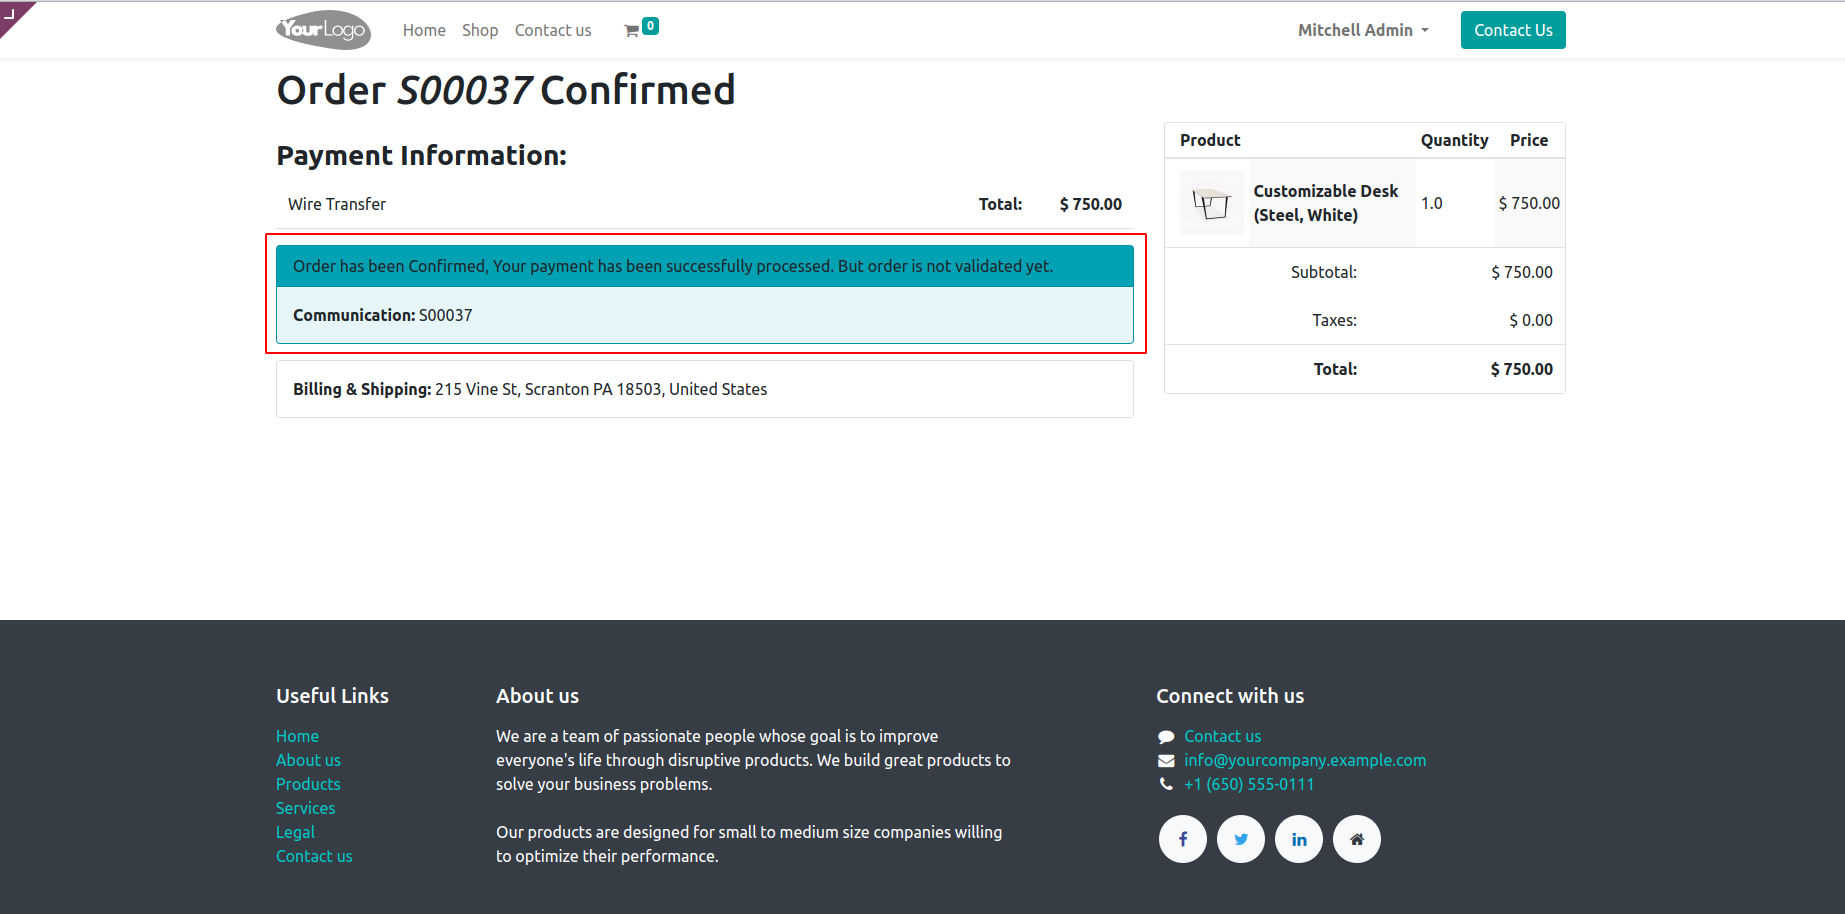 YourLogo
Home Shop Contact us 0
Mitchell Admin
Contact Us
Order S00037 Confirmed
Payment Information:
Wire Transfer Total: $ 750.00
Order has been Confirmed, Your payment has been successfully processed. But order is not validated yet.
Communication: S00037
Billing & Shipping: 215 Vine St, Scranton PA 18503, United States
Product Quantity Price
Customizable Desk
(Steel, White)
1.0 $ 750.00
Subtotal: $ 750.00
Taxes: $ 0.00
Total: $ 750.00
Useful Links
Home
About us
Products
Services
Legal
Contact us
About us
We are a team of passionate people whose goal is to improve
everyone's life through disruptive products. We build great products to
solve your business problems.
Our products are designed for small to medium size companies willing
to optimize their performance.
Connect with us
Contact us
info@yourcompany.example.com
+1 (650) 555-0111